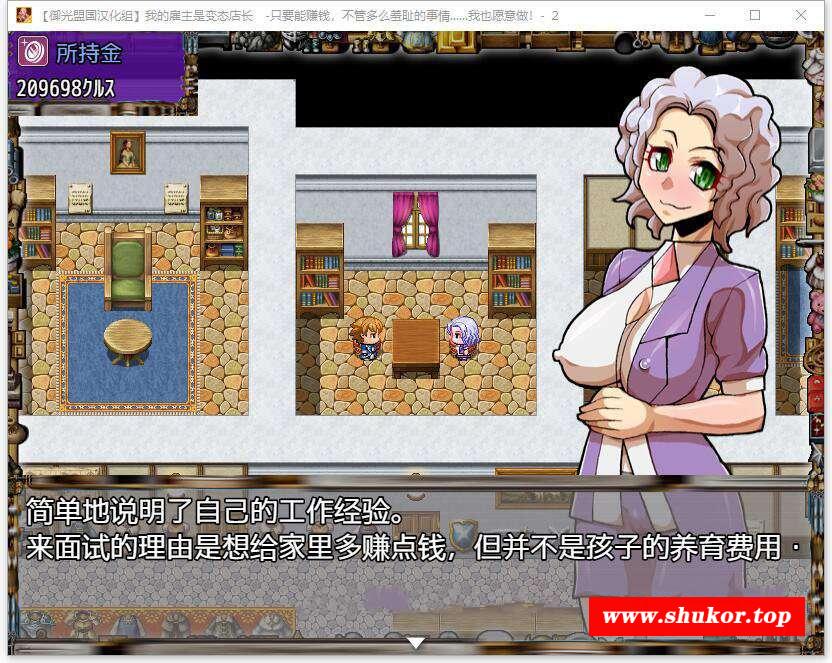 【御光盟国汉化组】我的雇主是变态店长　-只要能赚钱，不管多么羞耻的事情......我也愿意做！- 2
所持金
209698ｸﾙｽ
简单地说明了自己的工作经验。
来面试的理由是想给家里多赚点钱，但并不是孩子的养育费用・
www.shukor.top